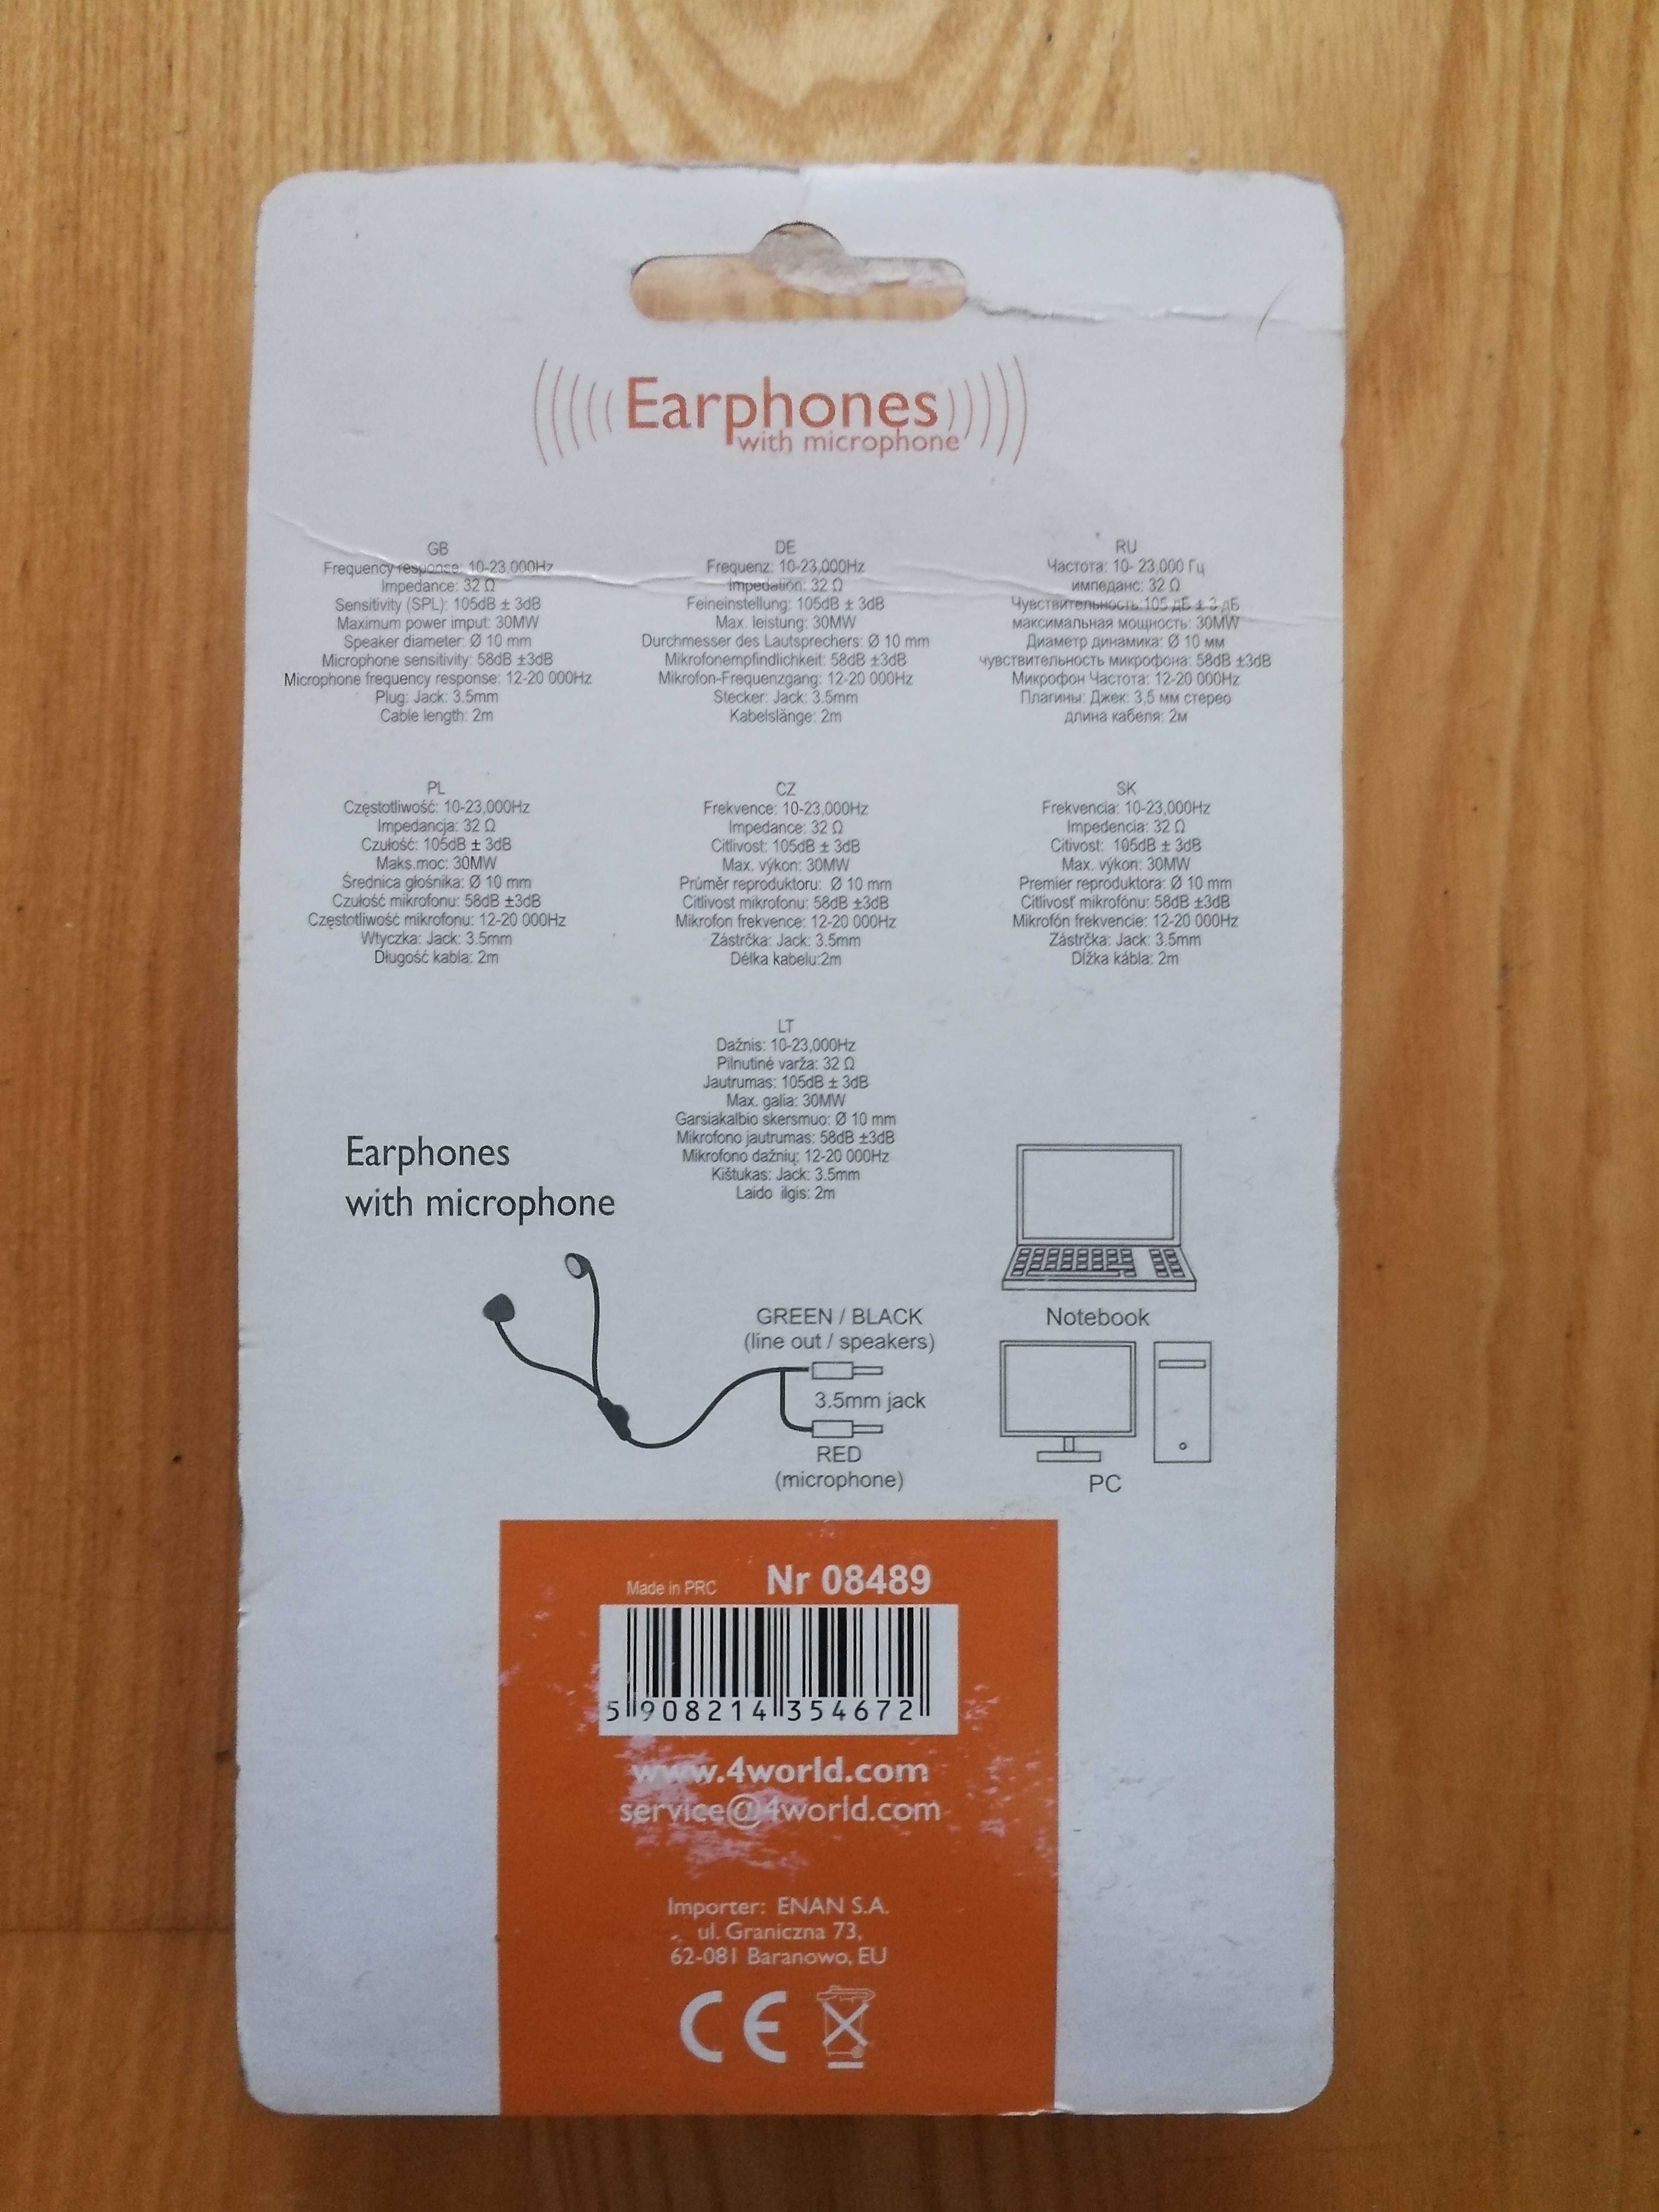 Earphones
with microphone
GB
Frequency response: 10-23,000Hz
Impedance: 32 Ω
Sensitivity (SPL): 105dB ± 3dB
Maximum power imput: 30MW
Speaker diameter: Ø 10 mm
Microphone sensitivity: 58dB ±3dB
Microphone frequency response: 12-20 000Hz
Plug: Jack: 3.5mm
Cable length: 2m
DE
Frequenz: 10-23,000Hz
Impedation: 32 Ω
Feineinstellung: 105dB ± 3dB
Max. leistung: 30MW
Durchmesser des Lautsprechers: Ø 10 mm
Mikrofonempfindlichkeit: 58dB ±3dB
Mikrofon-Frequenzgang: 12-20 000Hz
Stecker: Jack: 3.5mm
Kabelslänge: 2m
RU
Частота: 10- 23,000 Гц
импеданс: 32 Ω
Чувствительность:105 дБ ± 3 дБ
максимальная мощность: 30MW
Диаметр динамика: Ø 10 мм
чувствительность микрофона: 58dB ±3dB
Микрофон Частота: 12-20 000Hz
Плагины: Джек: 3,5 мм стерео
длина кабеля: 2м
PL
Częstotliwość: 10-23,000Hz
Impedancja: 32 Ω
Czułość: 105dB ± 3dB
Maks.moc: 30MW
Średnica głośnika: Ø 10 mm
Czułość mikrofonu: 58dB ±3dB
Częstotliwość mikrofonu: 12-20 000Hz
Wtyczka: Jack: 3.5mm
Długość kabla: 2m
CZ
Frekvence: 10-23,000Hz
Impedance: 32 Ω
Citlivost: 105dB ± 3dB
Max. výkon: 30MW
Průměr reproduktoru: Ø 10 mm
Citlivost mikrofonu: 58dB ±3dB
Mikrofon frekvence: 12-20 000Hz
Zástrčka: Jack: 3.5mm
Délka kabelu:2m
SK
Frekvencia: 10-23,000Hz
Impedencia: 32 Ω
Citivost: 105dB ± 3dB
Max. výkon: 30MW
Premier reproduktora: Ø 10 mm
Citlivosť mikrofónu: 58dB ±3dB
Mikrofón frekvencie: 12-20 000Hz
Zástrčka: Jack: 3.5mm
Dĺžka kábla: 2m
LT
Dažnis: 10-23,000Hz
Pilnutinė varža: 32 Ω
Jautrumas: 105dB ± 3dB
Max. galia: 30MW
Garsiakalbio skersmuo: Ø 10 mm
Mikrofono jautrumas: 58dB ±3dB
Mikrofono dažnių: 12-20 000Hz
Kištukas: Jack: 3.5mm
Laido ilgis: 2m
Earphones
with microphone
GREEN / BLACK
(line out / speakers)
3.5mm jack
RED
(microphone)
Notebook
PC
Made in PRC Nr 08489
5 908214 354672
www.4world.com
service@4world.com
Importer: ENAN S.A.
ul. Graniczna 73,
62-081 Baranowo, EU
CE